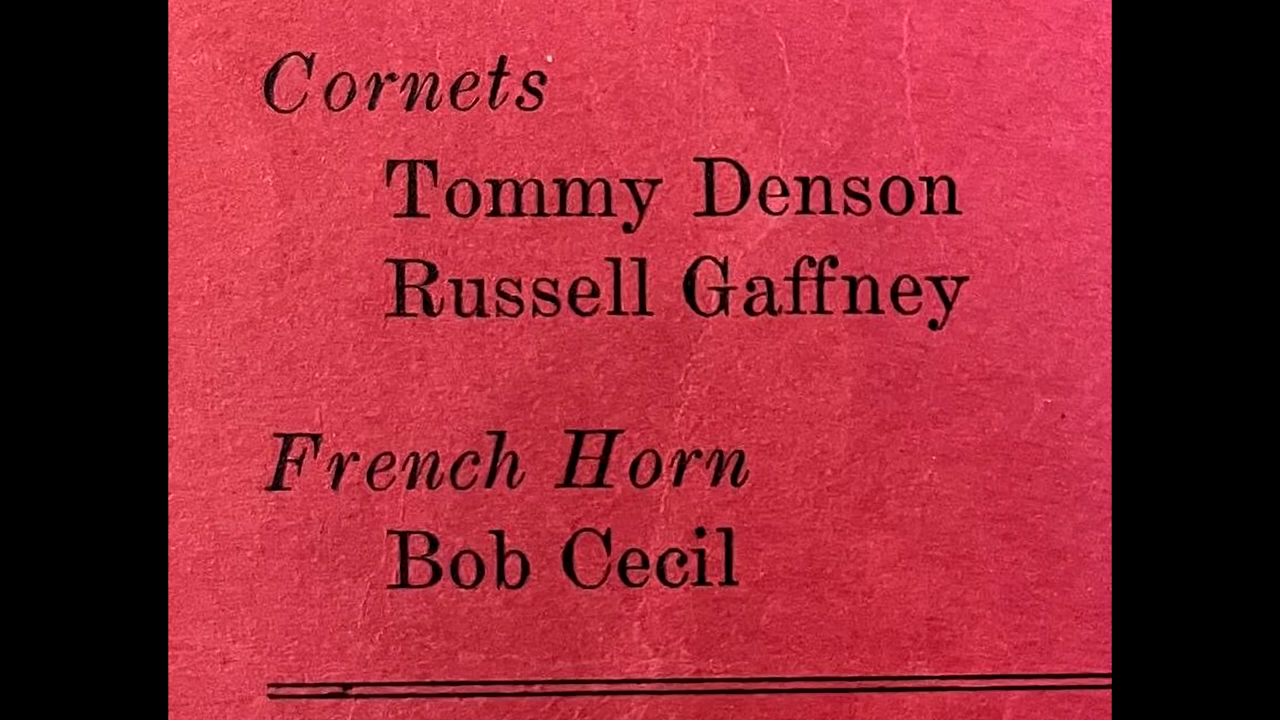 Cornets
Tommy Denson
Russell Gaffney
French Horn
Bob Cecil